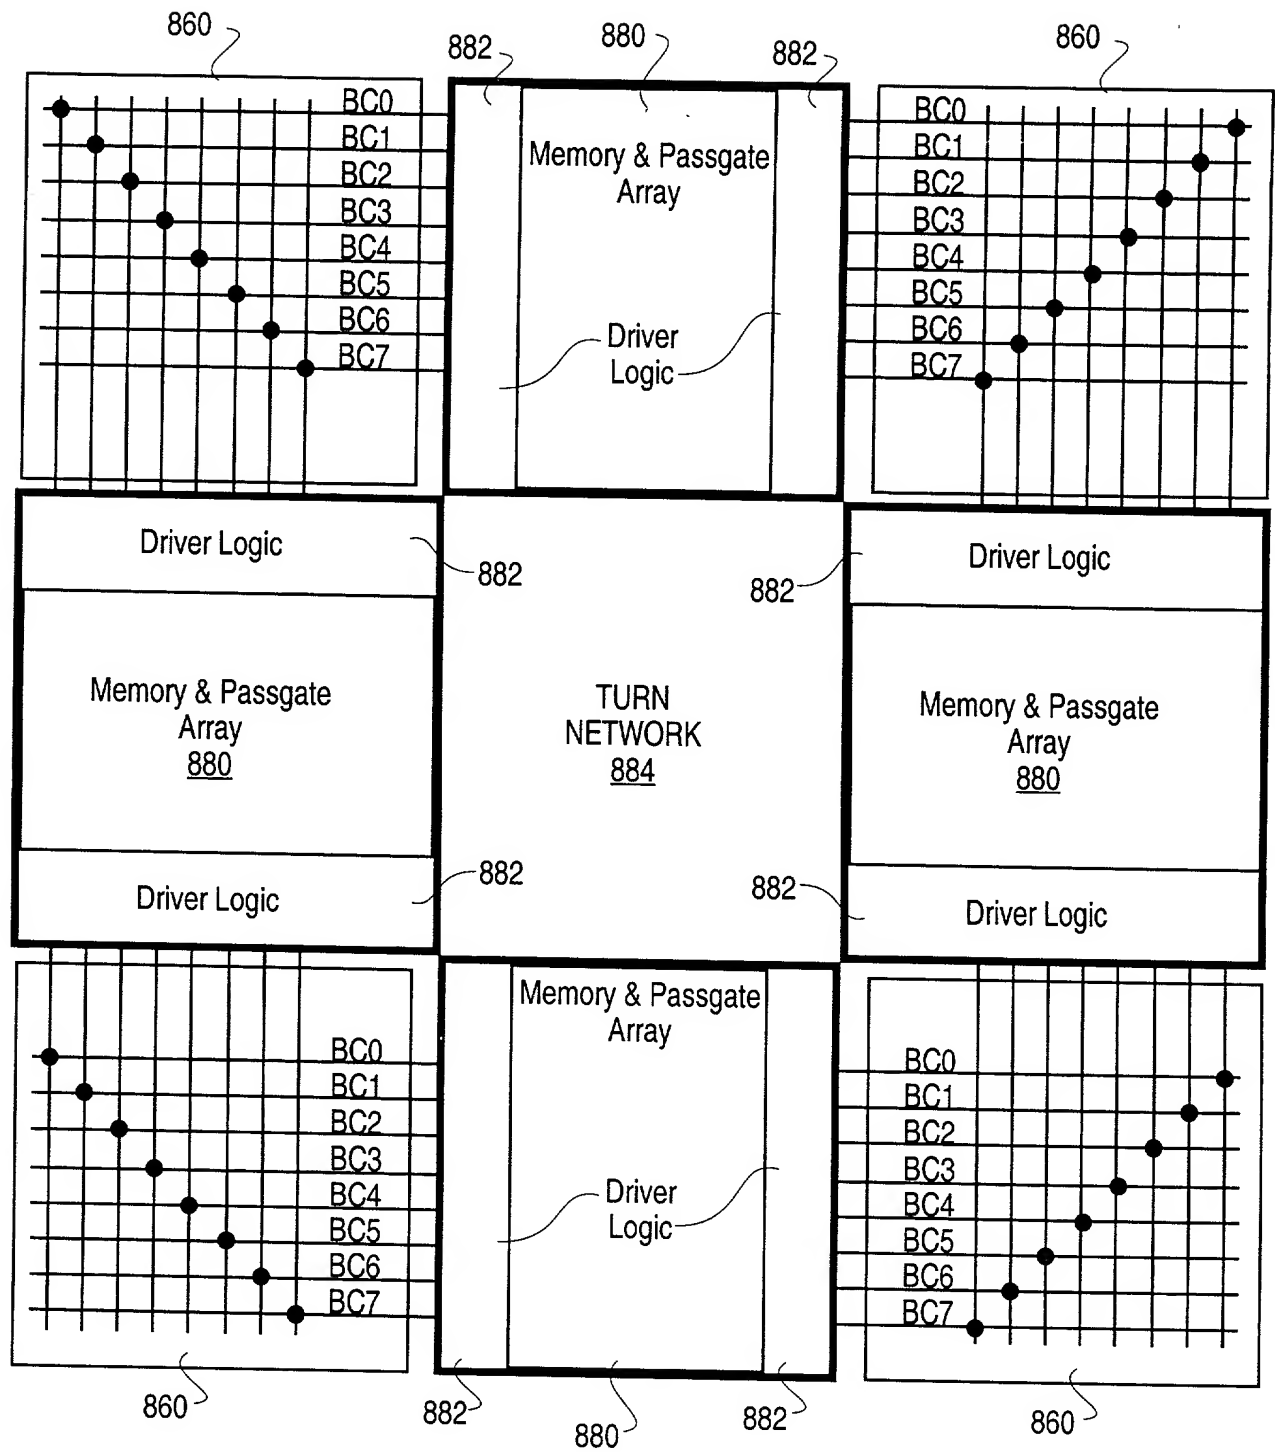 860
882
880
882
860
BC0
BC1
BC2
BC3
BC4
BC5
BC6
BC7
Memory & Passgate
Array
Driver
Logic
BC0
BC1
BC2
BC3
BC4
BC5
BC6
BC7
Driver Logic
882
Memory & Passgate
Array
880
Driver Logic
882
TURN
NETWORK
884
882
Driver Logic
Memory & Passgate
Array
880
882
Driver Logic
BC0
BC1
BC2
BC3
BC4
BC5
BC6
BC7
Memory & Passgate
Array
Driver
Logic
BC0
BC1
BC2
BC3
BC4
BC5
BC6
BC7
860
882
880
882
860